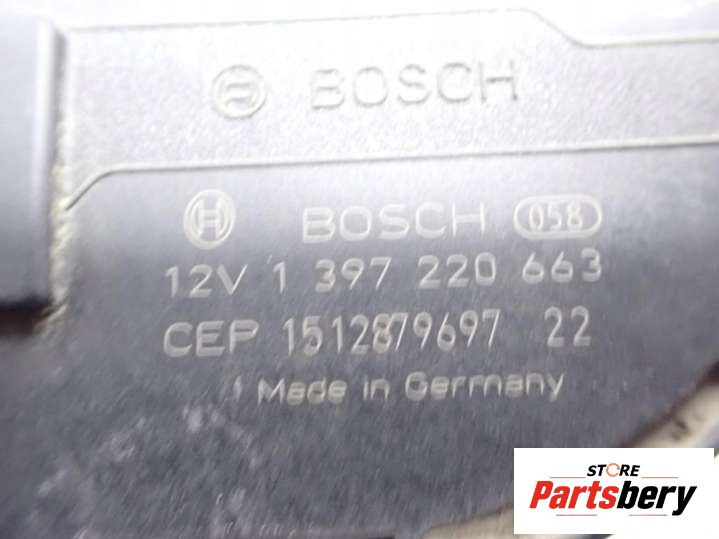 BOSCH
BOSCH 058
12V 1 397 220 663
CEP 1512879697 22
Made in Germany
STORE
Partsbery